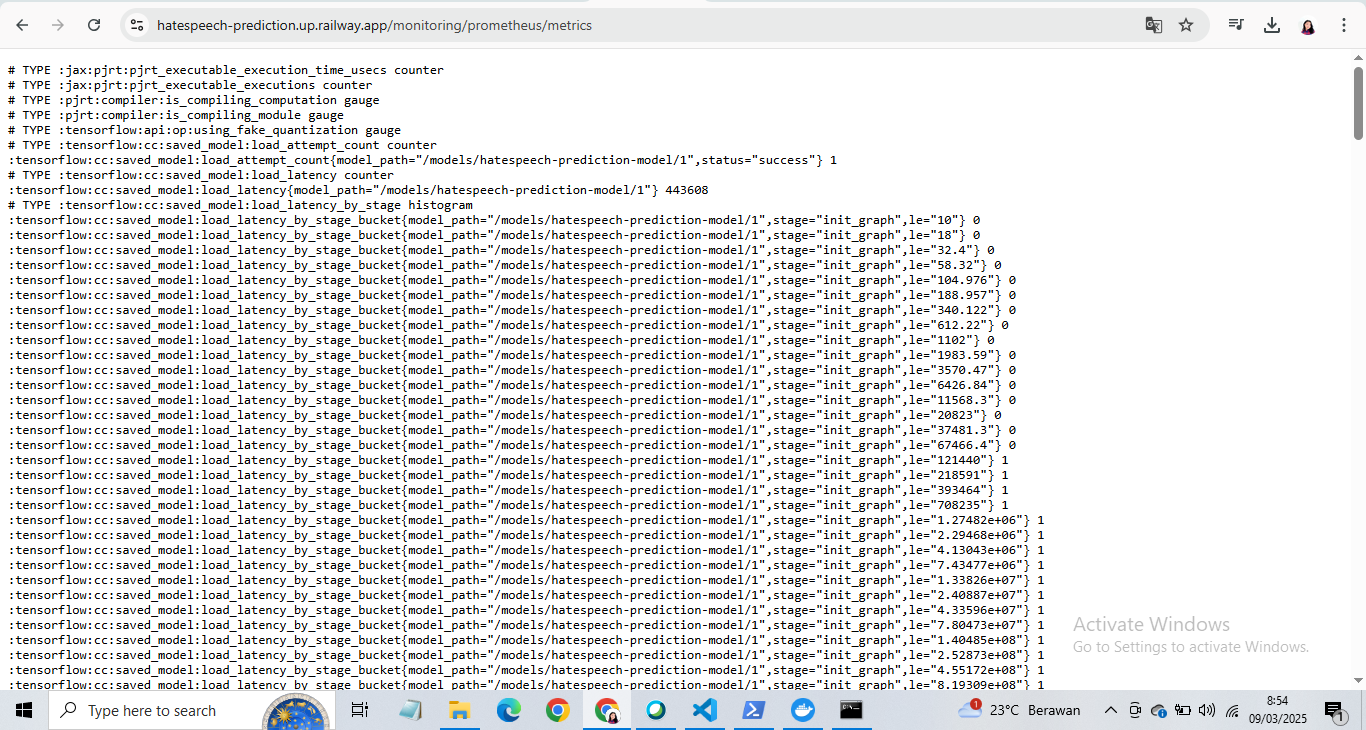 hatespeech-prediction.up.railway.app/monitoring/prometheus/metrics
# TYPE :jax:pjrt:pjrt_executable_execution_time_usecs counter
# TYPE :jax:pjrt:pjrt_executable_executions counter
# TYPE :pjrt:compiler:is_compiling_computation gauge
# TYPE :pjrt:compiler:is_compiling_module gauge
# TYPE :tensorflow:api:op:using_fake_quantization gauge
# TYPE :tensorflow:cc:saved_model:load_attempt_count counter
:tensorflow:cc:saved_model:load_attempt_count{model_path="/models/hatespeech-prediction-model/1",status="success"} 1
# TYPE :tensorflow:cc:saved_model:load_latency counter
:tensorflow:cc:saved_model:load_latency{model_path="/models/hatespeech-prediction-model/1"} 443608
# TYPE :tensorflow:cc:saved_model:load_latency_by_stage histogram
:tensorflow:cc:saved_model:load_latency_by_stage_bucket{model_path="/models/hatespeech-prediction-model/1",stage="init_graph",le="10"} 0
:tensorflow:cc:saved_model:load_latency_by_stage_bucket{model_path="/models/hatespeech-prediction-model/1",stage="init_graph",le="18"} 0
:tensorflow:cc:saved_model:load_latency_by_stage_bucket{model_path="/models/hatespeech-prediction-model/1",stage="init_graph",le="32.4"} 0
:tensorflow:cc:saved_model:load_latency_by_stage_bucket{model_path="/models/hatespeech-prediction-model/1",stage="init_graph",le="58.32"} 0
:tensorflow:cc:saved_model:load_latency_by_stage_bucket{model_path="/models/hatespeech-prediction-model/1",stage="init_graph",le="104.976"} 0
:tensorflow:cc:saved_model:load_latency_by_stage_bucket{model_path="/models/hatespeech-prediction-model/1",stage="init_graph",le="188.957"} 0
:tensorflow:cc:saved_model:load_latency_by_stage_bucket{model_path="/models/hatespeech-prediction-model/1",stage="init_graph",le="340.122"} 0
:tensorflow:cc:saved_model:load_latency_by_stage_bucket{model_path="/models/hatespeech-prediction-model/1",stage="init_graph",le="612.22"} 0
:tensorflow:cc:saved_model:load_latency_by_stage_bucket{model_path="/models/hatespeech-prediction-model/1",stage="init_graph",le="1102"} 0
:tensorflow:cc:saved_model:load_latency_by_stage_bucket{model_path="/models/hatespeech-prediction-model/1",stage="init_graph",le="1983.59"} 0
:tensorflow:cc:saved_model:load_latency_by_stage_bucket{model_path="/models/hatespeech-prediction-model/1",stage="init_graph",le="3570.47"} 0
:tensorflow:cc:saved_model:load_latency_by_stage_bucket{model_path="/models/hatespeech-prediction-model/1",stage="init_graph",le="6426.84"} 0
:tensorflow:cc:saved_model:load_latency_by_stage_bucket{model_path="/models/hatespeech-prediction-model/1",stage="init_graph",le="11568.3"} 0
:tensorflow:cc:saved_model:load_latency_by_stage_bucket{model_path="/models/hatespeech-prediction-model/1",stage="init_graph",le="20823"} 0
:tensorflow:cc:saved_model:load_latency_by_stage_bucket{model_path="/models/hatespeech-prediction-model/1",stage="init_graph",le="37481.3"} 0
:tensorflow:cc:saved_model:load_latency_by_stage_bucket{model_path="/models/hatespeech-prediction-model/1",stage="init_graph",le="67466.4"} 0
:tensorflow:cc:saved_model:load_latency_by_stage_bucket{model_path="/models/hatespeech-prediction-model/1",stage="init_graph",le="121440"} 1
:tensorflow:cc:saved_model:load_latency_by_stage_bucket{model_path="/models/hatespeech-prediction-model/1",stage="init_graph",le="218591"} 1
:tensorflow:cc:saved_model:load_latency_by_stage_bucket{model_path="/models/hatespeech-prediction-model/1",stage="init_graph",le="393464"} 1
:tensorflow:cc:saved_model:load_latency_by_stage_bucket{model_path="/models/hatespeech-prediction-model/1",stage="init_graph",le="708235"} 1
:tensorflow:cc:saved_model:load_latency_by_stage_bucket{model_path="/models/hatespeech-prediction-model/1",stage="init_graph",le="1.27482e+06"} 1
:tensorflow:cc:saved_model:load_latency_by_stage_bucket{model_path="/models/hatespeech-prediction-model/1",stage="init_graph",le="2.29468e+06"} 1
:tensorflow:cc:saved_model:load_latency_by_stage_bucket{model_path="/models/hatespeech-prediction-model/1",stage="init_graph",le="4.13043e+06"} 1
:tensorflow:cc:saved_model:load_latency_by_stage_bucket{model_path="/models/hatespeech-prediction-model/1",stage="init_graph",le="7.43477e+06"} 1
:tensorflow:cc:saved_model:load_latency_by_stage_bucket{model_path="/models/hatespeech-prediction-model/1",stage="init_graph",le="1.33826e+07"} 1
:tensorflow:cc:saved_model:load_latency_by_stage_bucket{model_path="/models/hatespeech-prediction-model/1",stage="init_graph",le="2.40887e+07"} 1
:tensorflow:cc:saved_model:load_latency_by_stage_bucket{model_path="/models/hatespeech-prediction-model/1",stage="init_graph",le="4.33596e+07"} 1
:tensorflow:cc:saved_model:load_latency_by_stage_bucket{model_path="/models/hatespeech-prediction-model/1",stage="init_graph",le="7.80473e+07"} 1
:tensorflow:cc:saved_model:load_latency_by_stage_bucket{model_path="/models/hatespeech-prediction-model/1",stage="init_graph",le="1.40485e+08"} 1
:tensorflow:cc:saved_model:load_latency_by_stage_bucket{model_path="/models/hatespeech-prediction-model/1",stage="init_graph",le="2.52873e+08"} 1
:tensorflow:cc:saved_model:load_latency_by_stage_bucket{model_path="/models/hatespeech-prediction-model/1",stage="init_graph",le="4.55172e+08"} 1
:tensorflow:cc:saved_model:load_latency_by_stage_bucket{model_path="/models/hatespeech-prediction-model/1",stage="init_graph",le="8.19309e+08"} 1
Activate Windows
Go to Settings to activate Windows.
Type here to search
1
23°C Berawan
8:54
09/03/2025
1